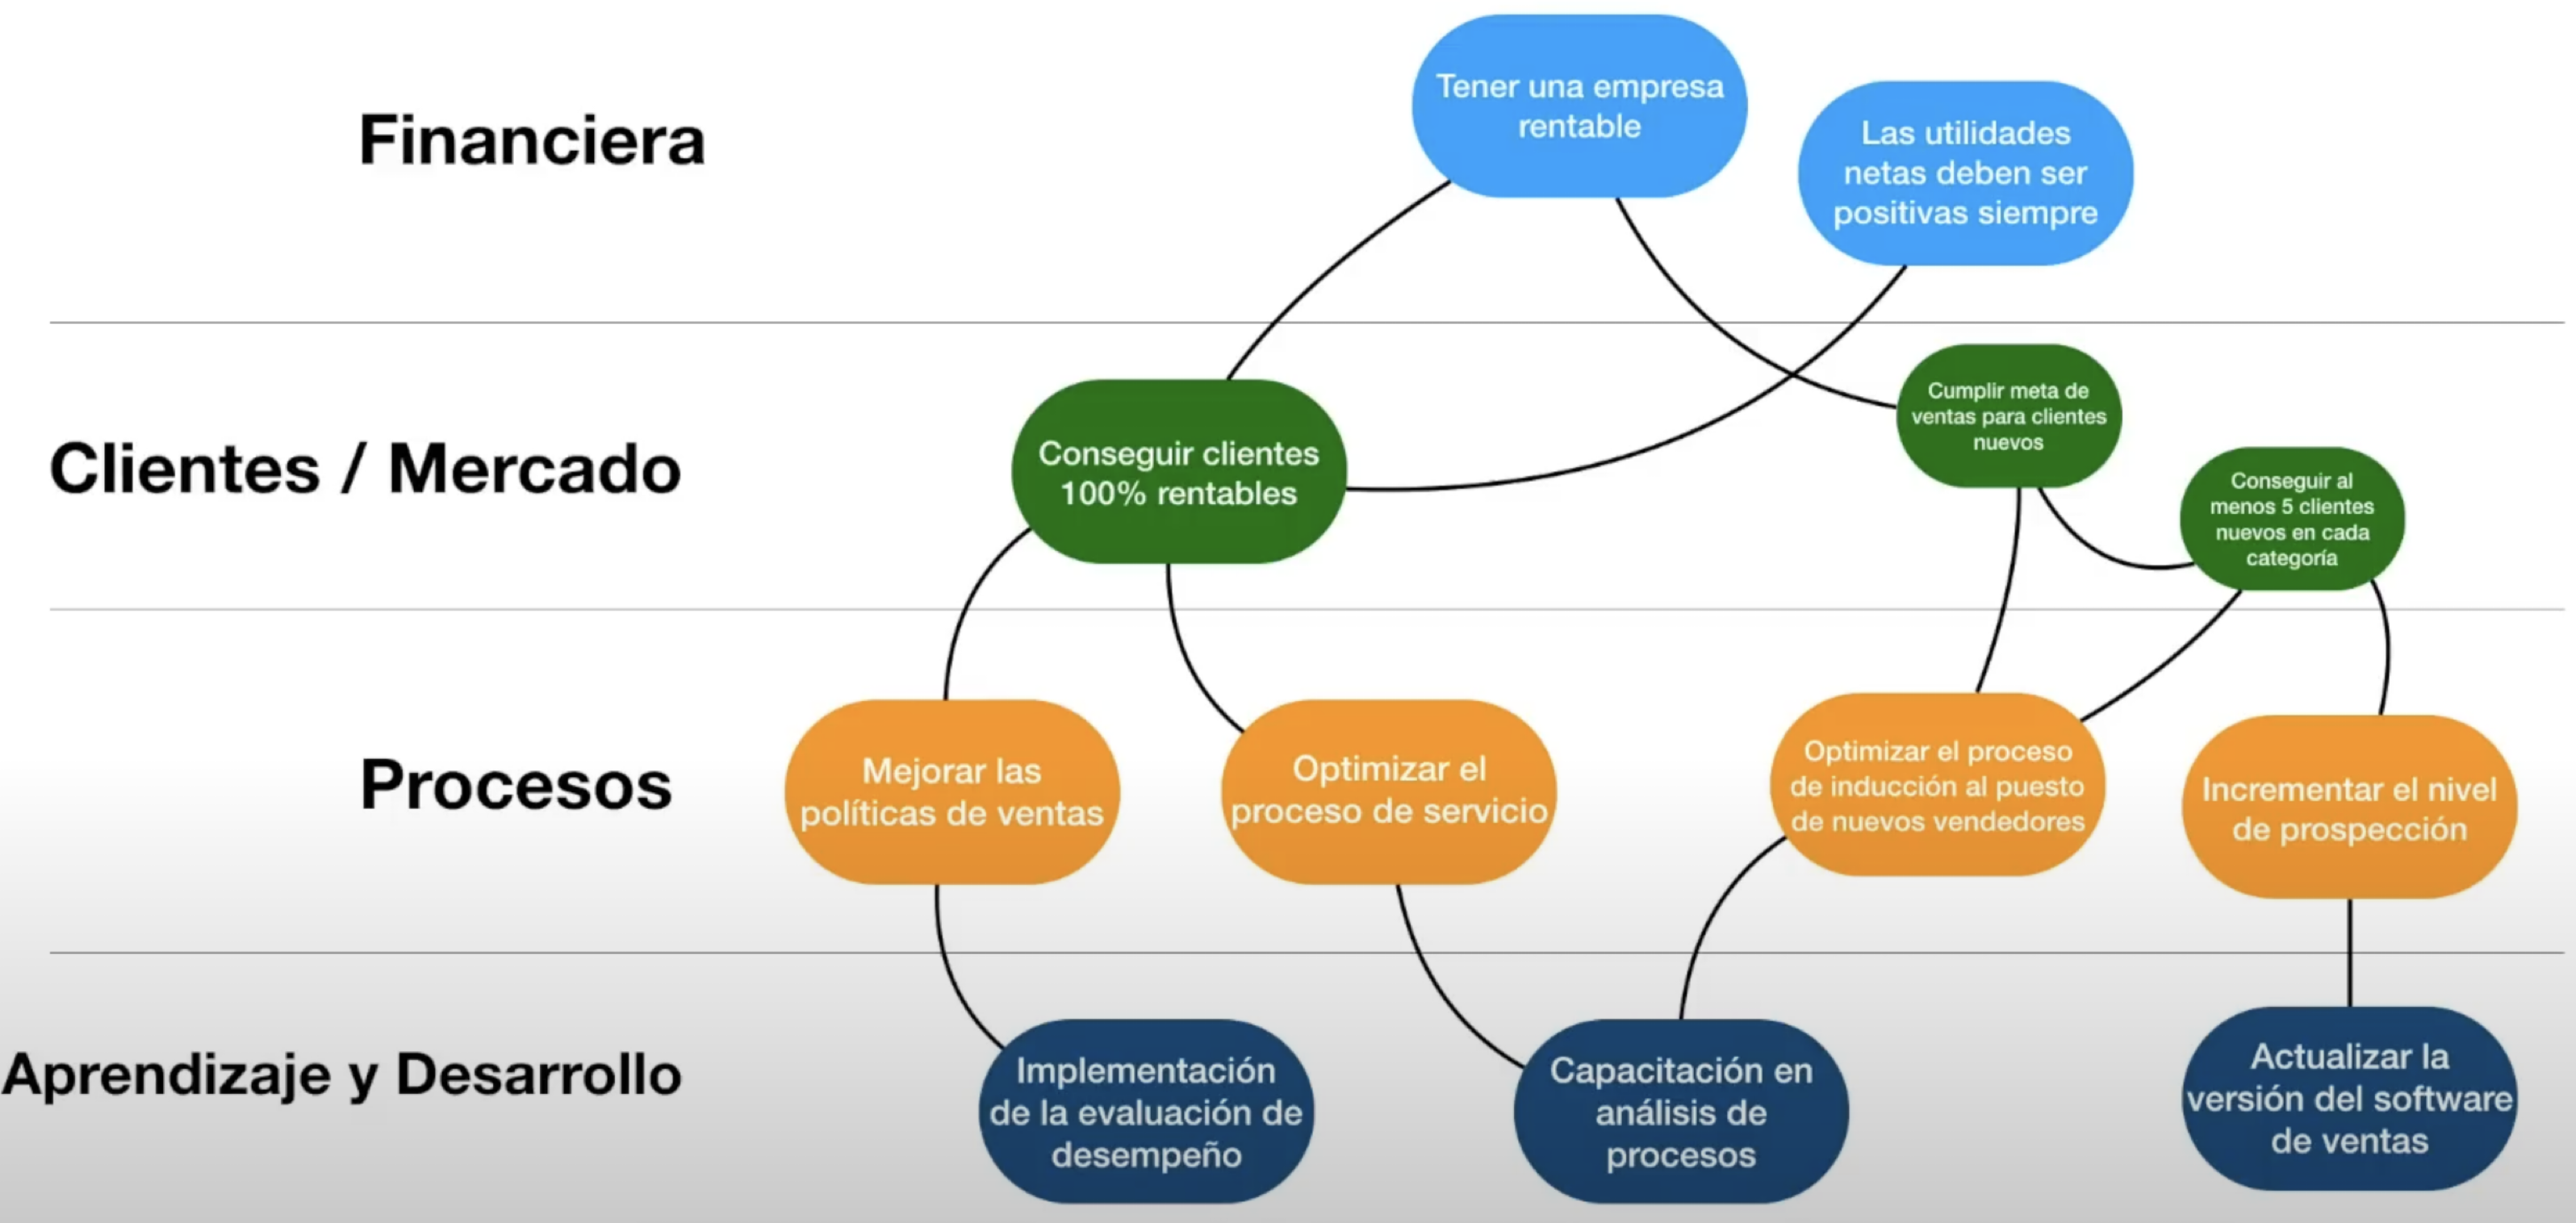 Financiera
Tener una empresa
rentable
Las utilidades
netas deben ser
positivas siempre
Clientes / Mercado
Conseguir clientes
100% rentables
Cumplir meta de
ventas para clientes
nuevos
Conseguir al
menos 5 clientes
nuevos en cada
categoría
Procesos
Mejorar las
políticas de ventas
Optimizar el
proceso de servicio
Optimizar el proceso
de inducción al puesto
de nuevos vendedores
Incrementar el nivel
de prospección
Aprendizaje y Desarrollo
Implementación
de la evaluación de
desempeño
Capacitación en
análisis de
procesos
Actualizar la
versión del software
de ventas